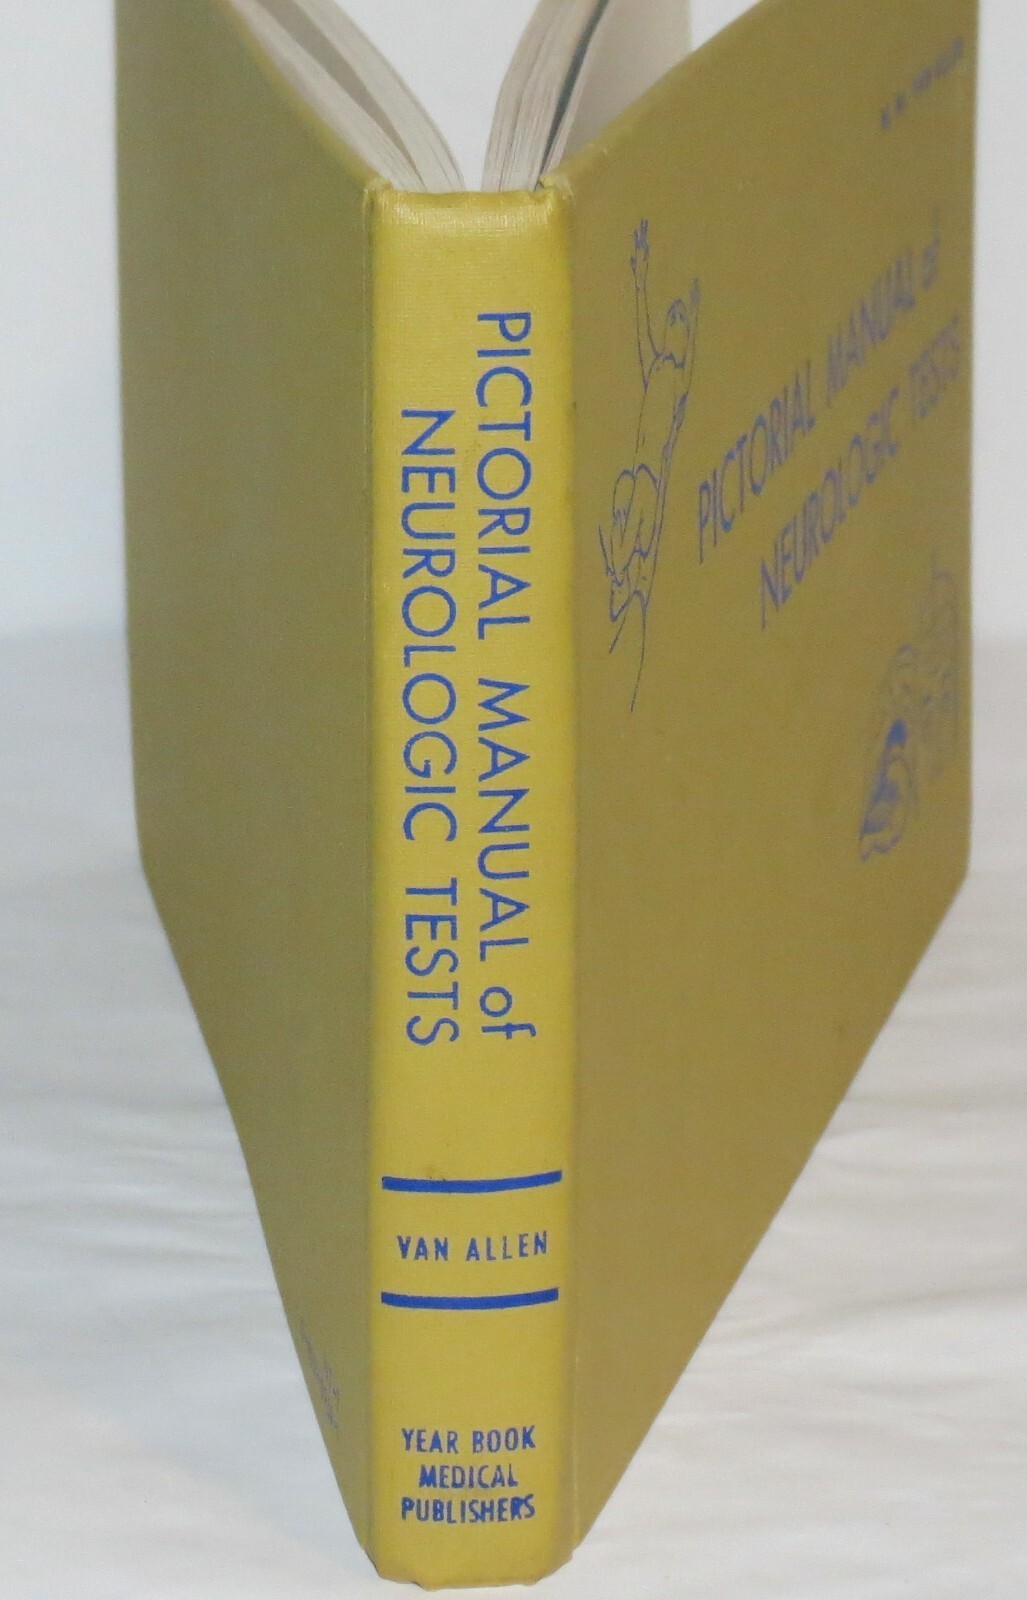 PICTORIAL MANUAL of
NEUROLOGIC TESTS
VAN ALLEN
YEAR BOOK
MEDICAL
PUBLISHERS
PICTORIAL MANUAL of
NEUROLOGIC TESTS